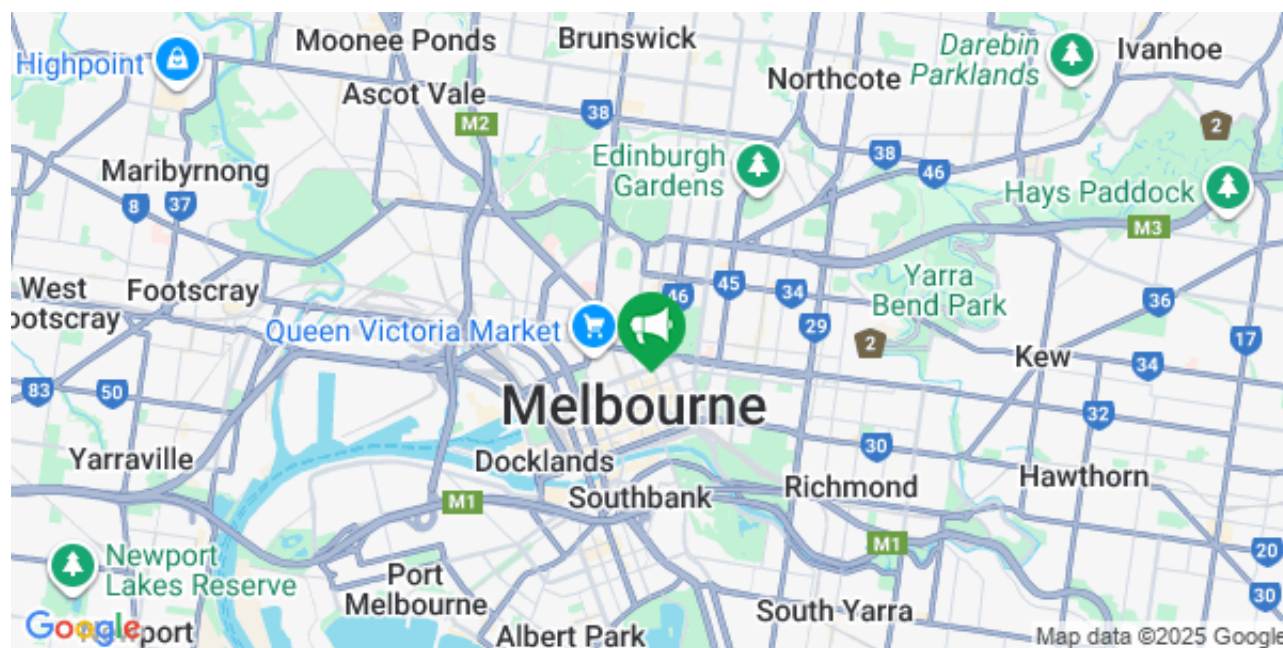 Moonee Ponds
Brunswick
Darebin
Parklands
Ivanhoe
Highpoint
Northcote
Ascot Vale
38
M2
2
Edinburgh
Gardens
38
46
Maribyrnong
Hays Paddock
8
37
M3
West
Footscray
ootscray
Yarra
Bend Park
46
45
34
36
Queen Victoria Market
29
2
17
Kew
34
83
50
Melbourne
32
30
Yarraville
Docklands
Hawthorn
M1
Southbank
Richmond
M1
20
Newport
Lakes Reserve
Port
Melbourne
30
South Yarra
Google
port
Albert Park
Map data ©2025 Google